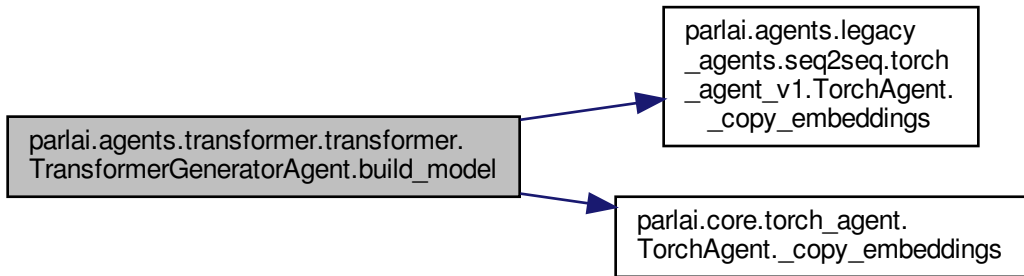 parlai.agents.transformer.transformer.
TransformerGeneratorAgent.build_model
parlai.agents.legacy
_agents.seq2seq.torch
_agent_v1.TorchAgent.
_copy_embeddings
parlai.core.torch_agent.
TorchAgent._copy_embeddings